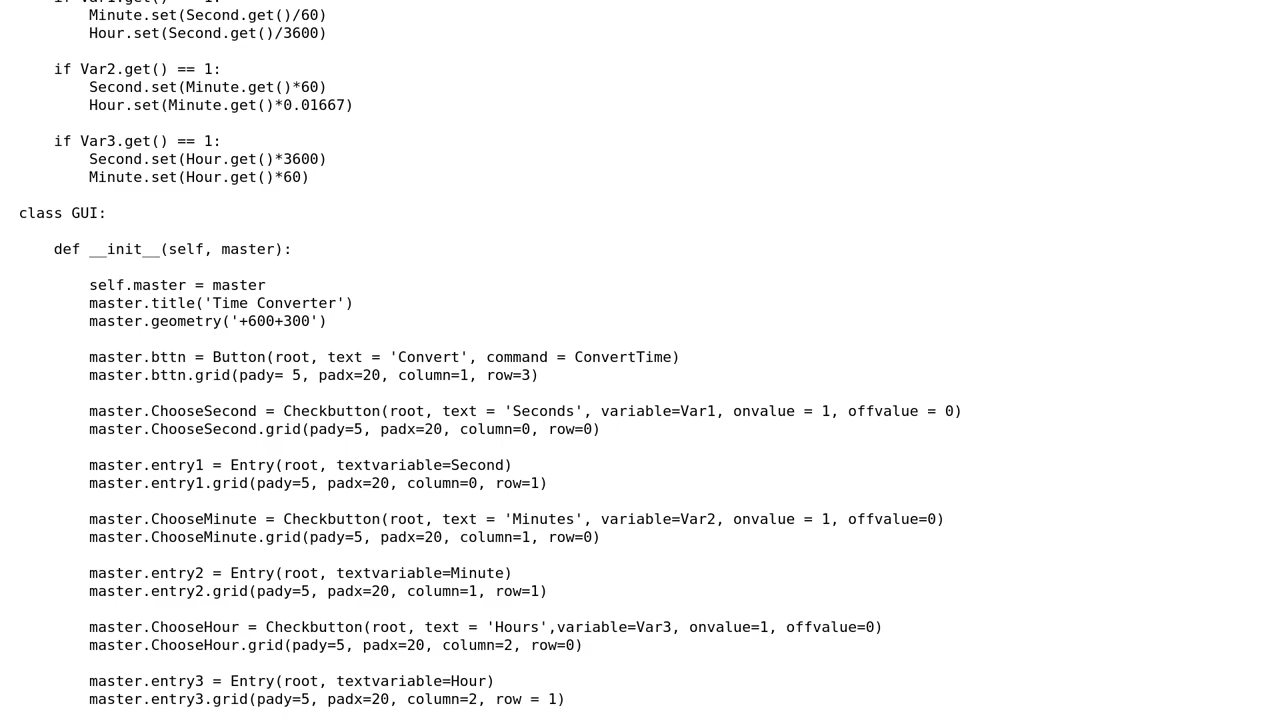 if Var1.get() == 1:
Minute.set(Second.get()/60)
Hour.set(Second.get()/3600)
if Var2.get() == 1:
Second.set(Minute.get()*60)
Hour.set(Minute.get()*0.01667)
if Var3.get() == 1:
Second.set(Hour.get()*3600)
Minute.set(Hour.get()*60)
class GUI:
def __init__(self, master):
self.master = master
master.title('Time Converter')
master.geometry('+600+300')
master.bttn = Button(root, text = 'Convert', command = ConvertTime)
master.bttn.grid(pady= 5, padx=20, column=1, row=3)
master.ChooseSecond = Checkbutton(root, text = 'Seconds', variable=Var1, onvalue = 1, offvalue = 0)
master.ChooseSecond.grid(pady=5, padx=20, column=0, row=0)
master.entry1 = Entry(root, textvariable=Second)
master.entry1.grid(pady=5, padx=20, column=0, row=1)
master.ChooseMinute = Checkbutton(root, text = 'Minutes', variable=Var2, onvalue = 1, offvalue=0)
master.ChooseMinute.grid(pady=5, padx=20, column=1, row=0)
master.entry2 = Entry(root, textvariable=Minute)
master.entry2.grid(pady=5, padx=20, column=1, row=1)
master.ChooseHour = Checkbutton(root, text = 'Hours',variable=Var3, onvalue=1, offvalue=0)
master.ChooseHour.grid(pady=5, padx=20, column=2, row=0)
master.entry3 = Entry(root, textvariable=Hour)
master.entry3.grid(pady=5, padx=20, column=2, row = 1)